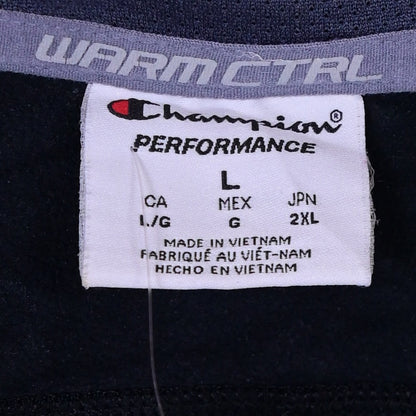 WARM CTRL
Champion®
PERFORMANCE
L
CA MEX JPN
L/G G 2XL
MADE IN VIETNAM
FABRIQUÉ AU VIÊT-NAM
HECHO EN VIETNAM